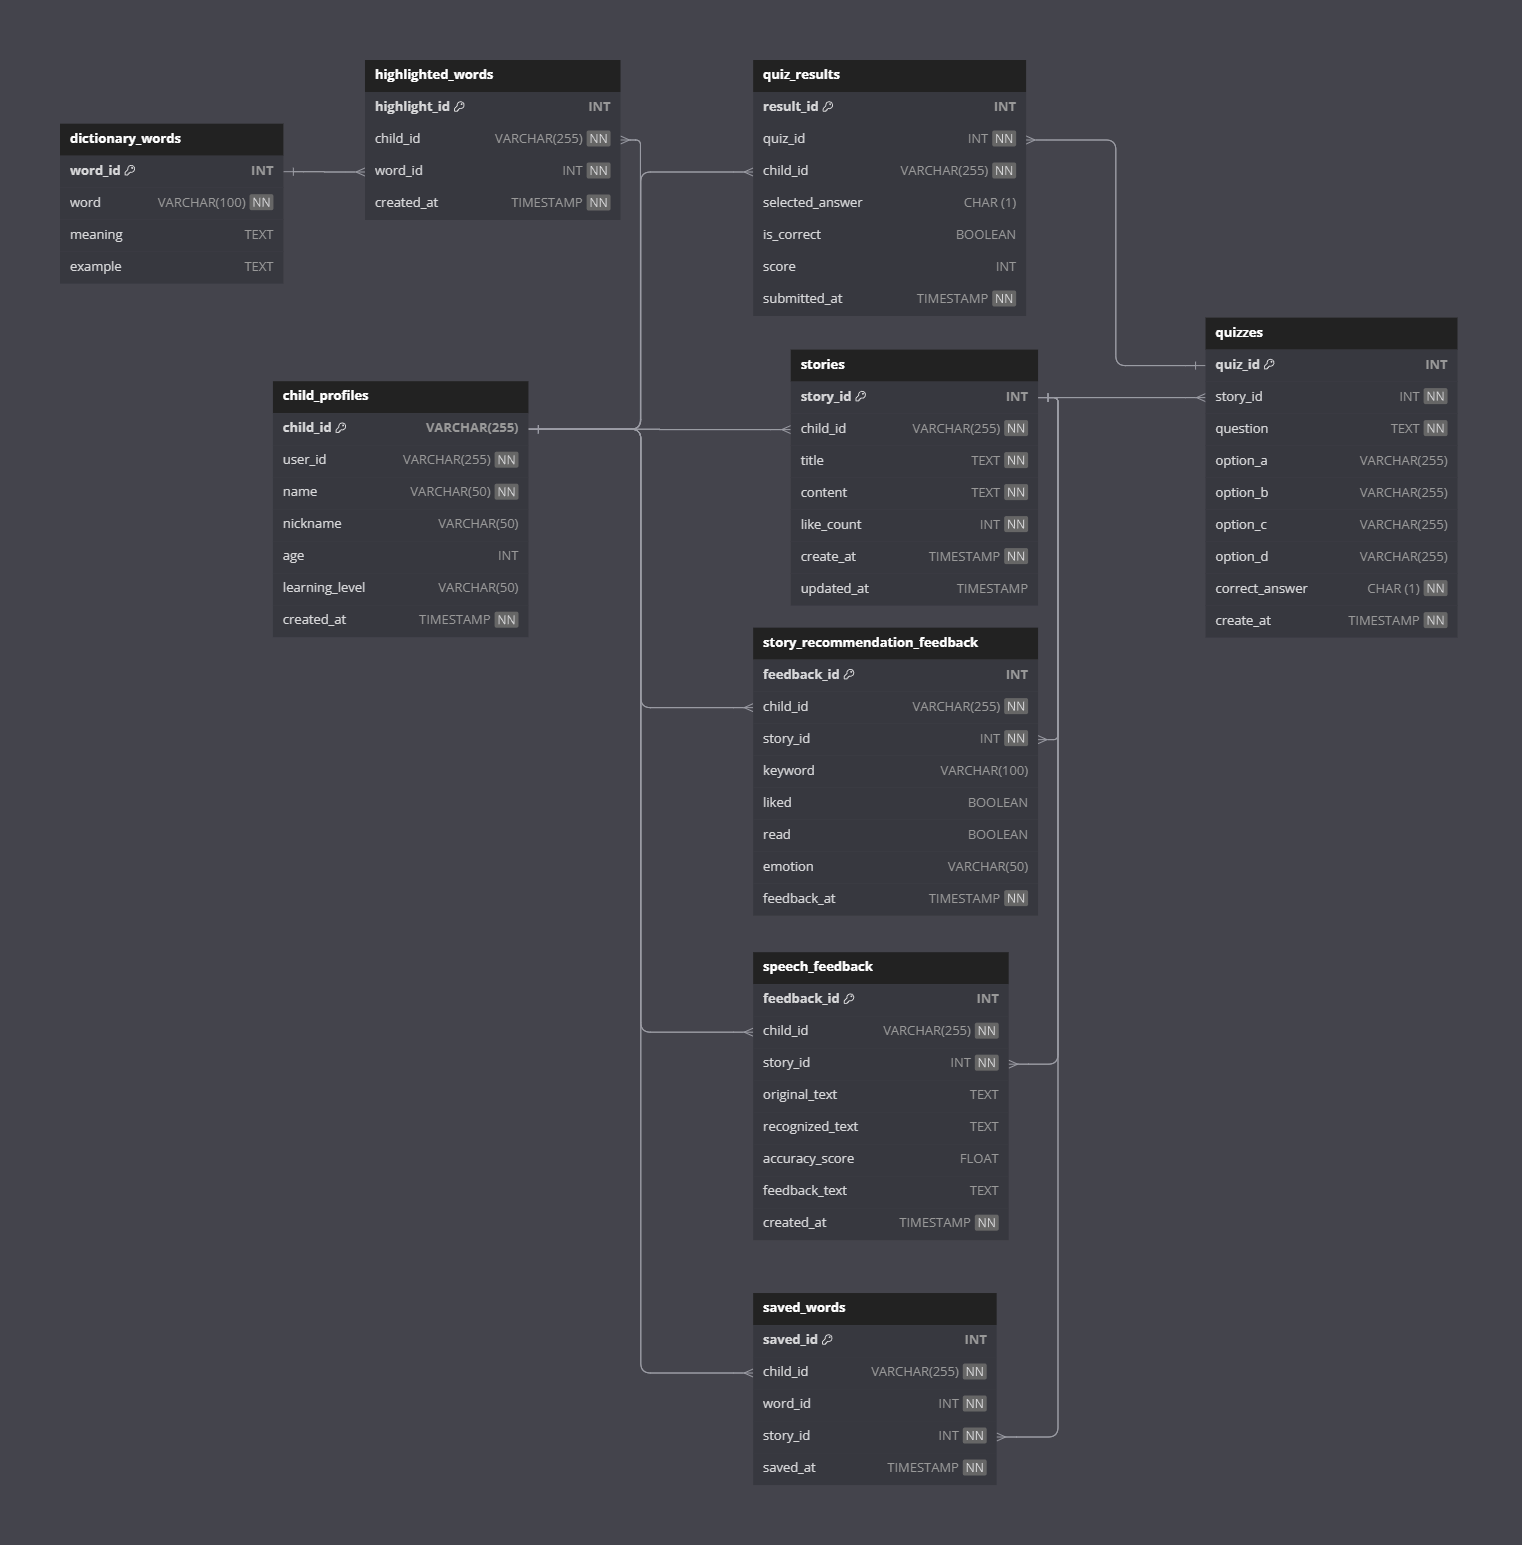 highlighted_words
highlight_id INT
child_id VARCHAR(255) NN
word_id INT NN
created_at TIMESTAMP NN
quiz_results
result_id INT
quiz_id INT NN
child_id VARCHAR(255) NN
selected_answer CHAR (1)
is_correct BOOLEAN
score INT
submitted_at TIMESTAMP NN
dictionary_words
word_id INT
word VARCHAR(100) NN
meaning TEXT
example TEXT
quizzes
quiz_id INT
story_id INT NN
question TEXT NN
option_a VARCHAR(255)
option_b VARCHAR(255)
option_c VARCHAR(255)
option_d VARCHAR(255)
correct_answer CHAR (1) NN
create_at TIMESTAMP NN
stories
story_id INT
child_id VARCHAR(255) NN
title TEXT NN
content TEXT NN
like_count INT NN
create_at TIMESTAMP NN
updated_at TIMESTAMP
child_profiles
child_id VARCHAR(255)
user_id VARCHAR(255) NN
name VARCHAR(50) NN
nickname VARCHAR(50)
age INT
learning_level VARCHAR(50)
created_at TIMESTAMP NN
story_recommendation_feedback
feedback_id INT
child_id VARCHAR(255) NN
story_id INT NN
keyword VARCHAR(100)
liked BOOLEAN
read BOOLEAN
emotion VARCHAR(50)
feedback_at TIMESTAMP NN
speech_feedback
feedback_id INT
child_id VARCHAR(255) NN
story_id INT NN
original_text TEXT
recognized_text TEXT
accuracy_score FLOAT
feedback_text TEXT
created_at TIMESTAMP NN
saved_words
saved_id INT
child_id VARCHAR(255) NN
word_id INT NN
story_id INT NN
saved_at TIMESTAMP NN